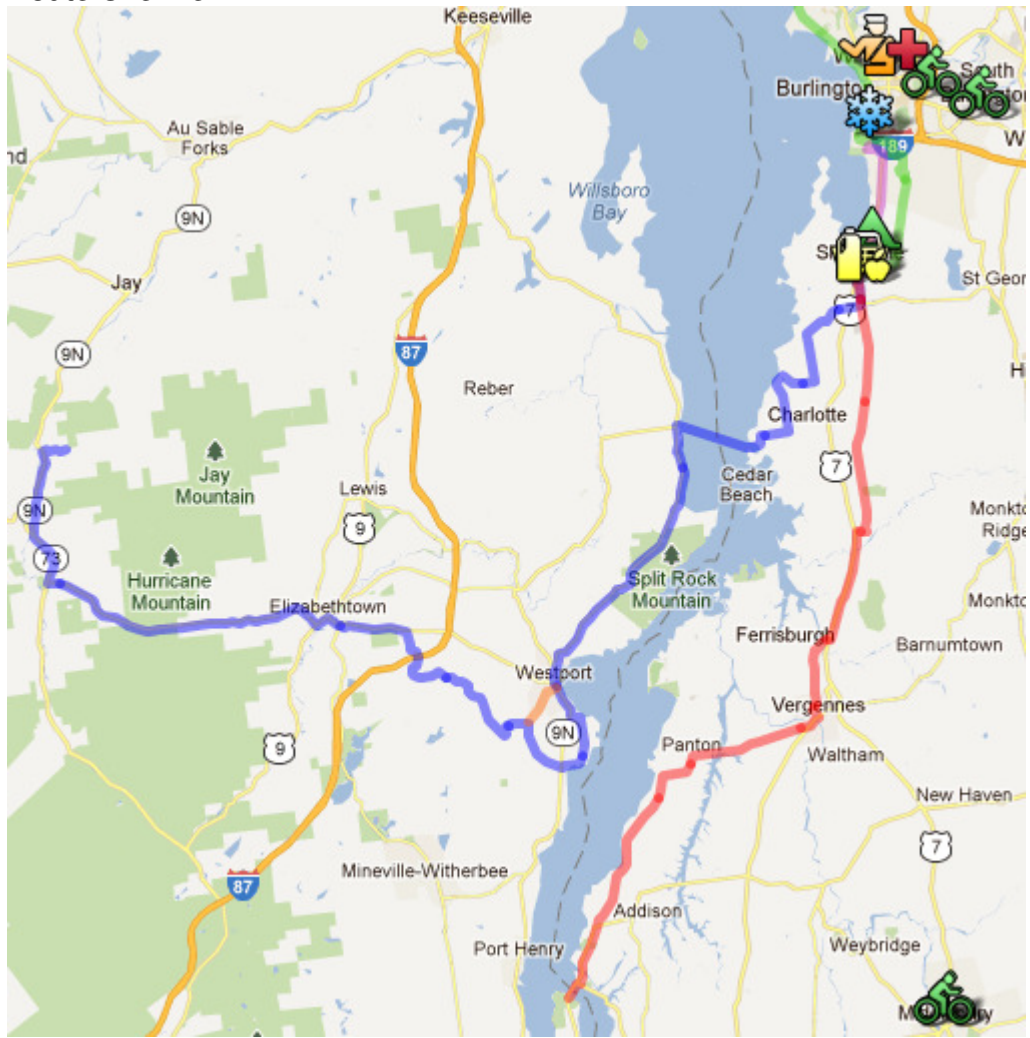 Keeseville
Burlington
South
189
Au Sable
Forks
Willsboro
Bay
9N
Jay
St Geor
7
9N
87
Reber
Charlotte
Jay
Mountain
Cedar
Beach
7
Lewis
9
9N
Monkto
Ridge
73
Hurricane
Mountain
Split Rock
Mountain
Elizabethtown
Ferrisburgh
Monkto
Barnumtown
Westport
Vergennes
9N
9
Panton
Waltham
New Haven
7
Mineville-Witherbee
87
Addison
Port Henry
Weybridge